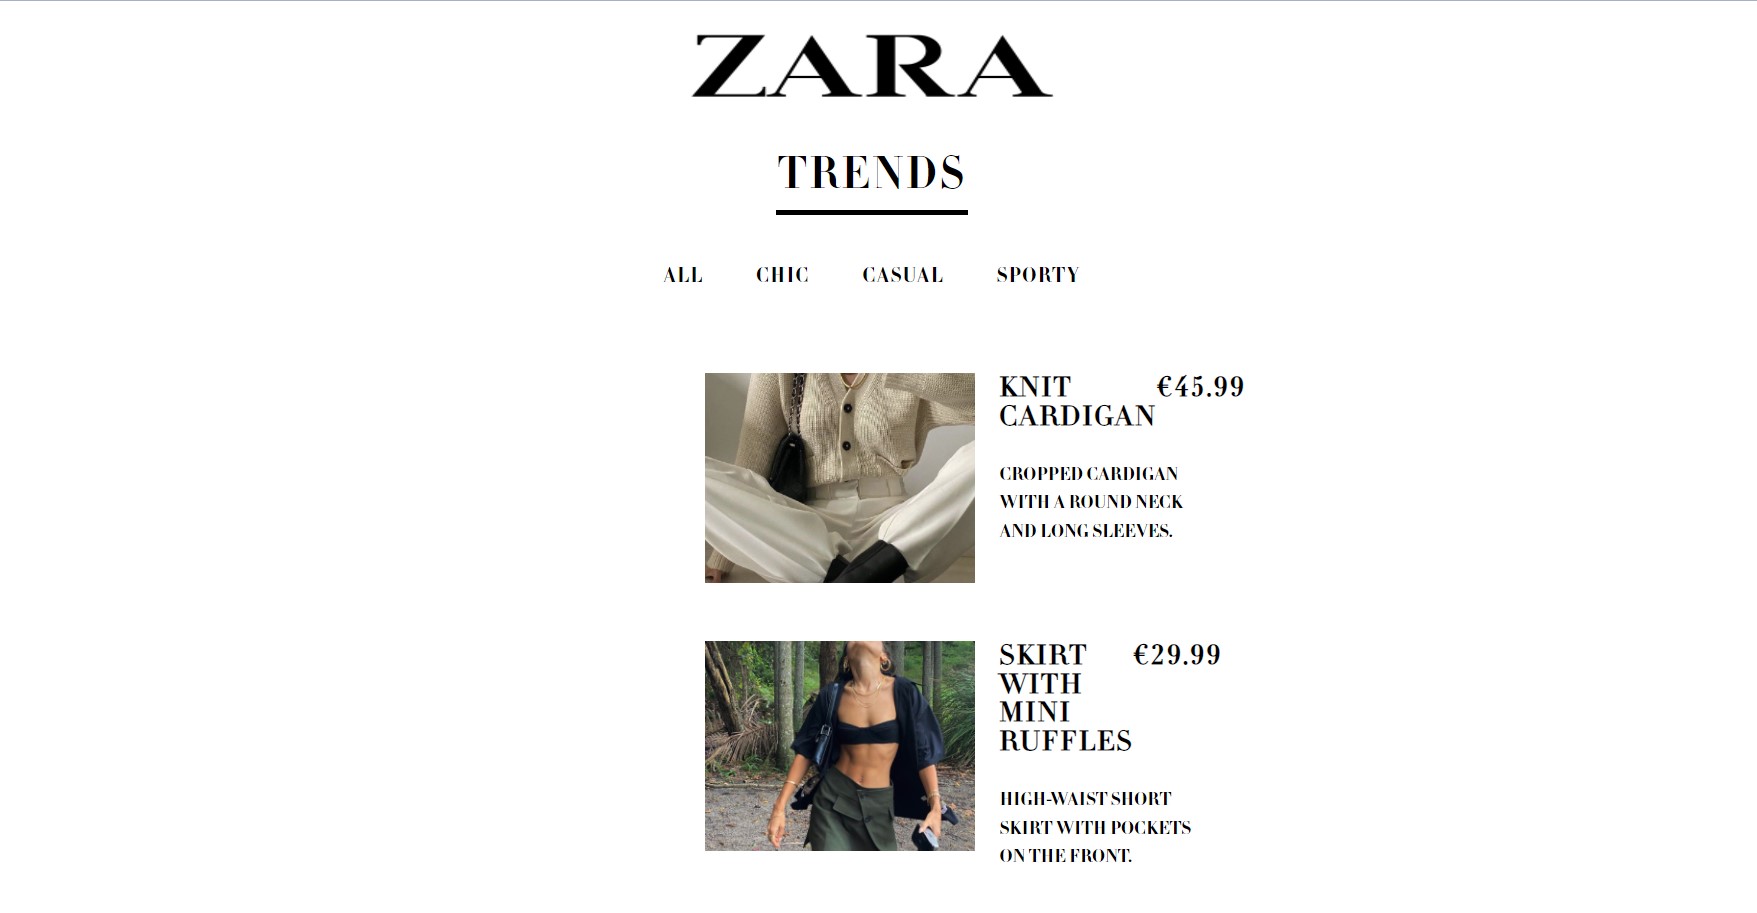 ZARA
TRENDS
ALL CHIC CASUAL SPORTY
KNIT €45.99
CARDIGAN
CROPPED CARDIGAN
WITH A ROUND NECK
AND LONG SLEEVES.
SKIRT €29.99
WITH
MINI
RUFFLES
HIGH-WAIST SHORT
SKIRT WITH POCKETS
ON THE FRONT.